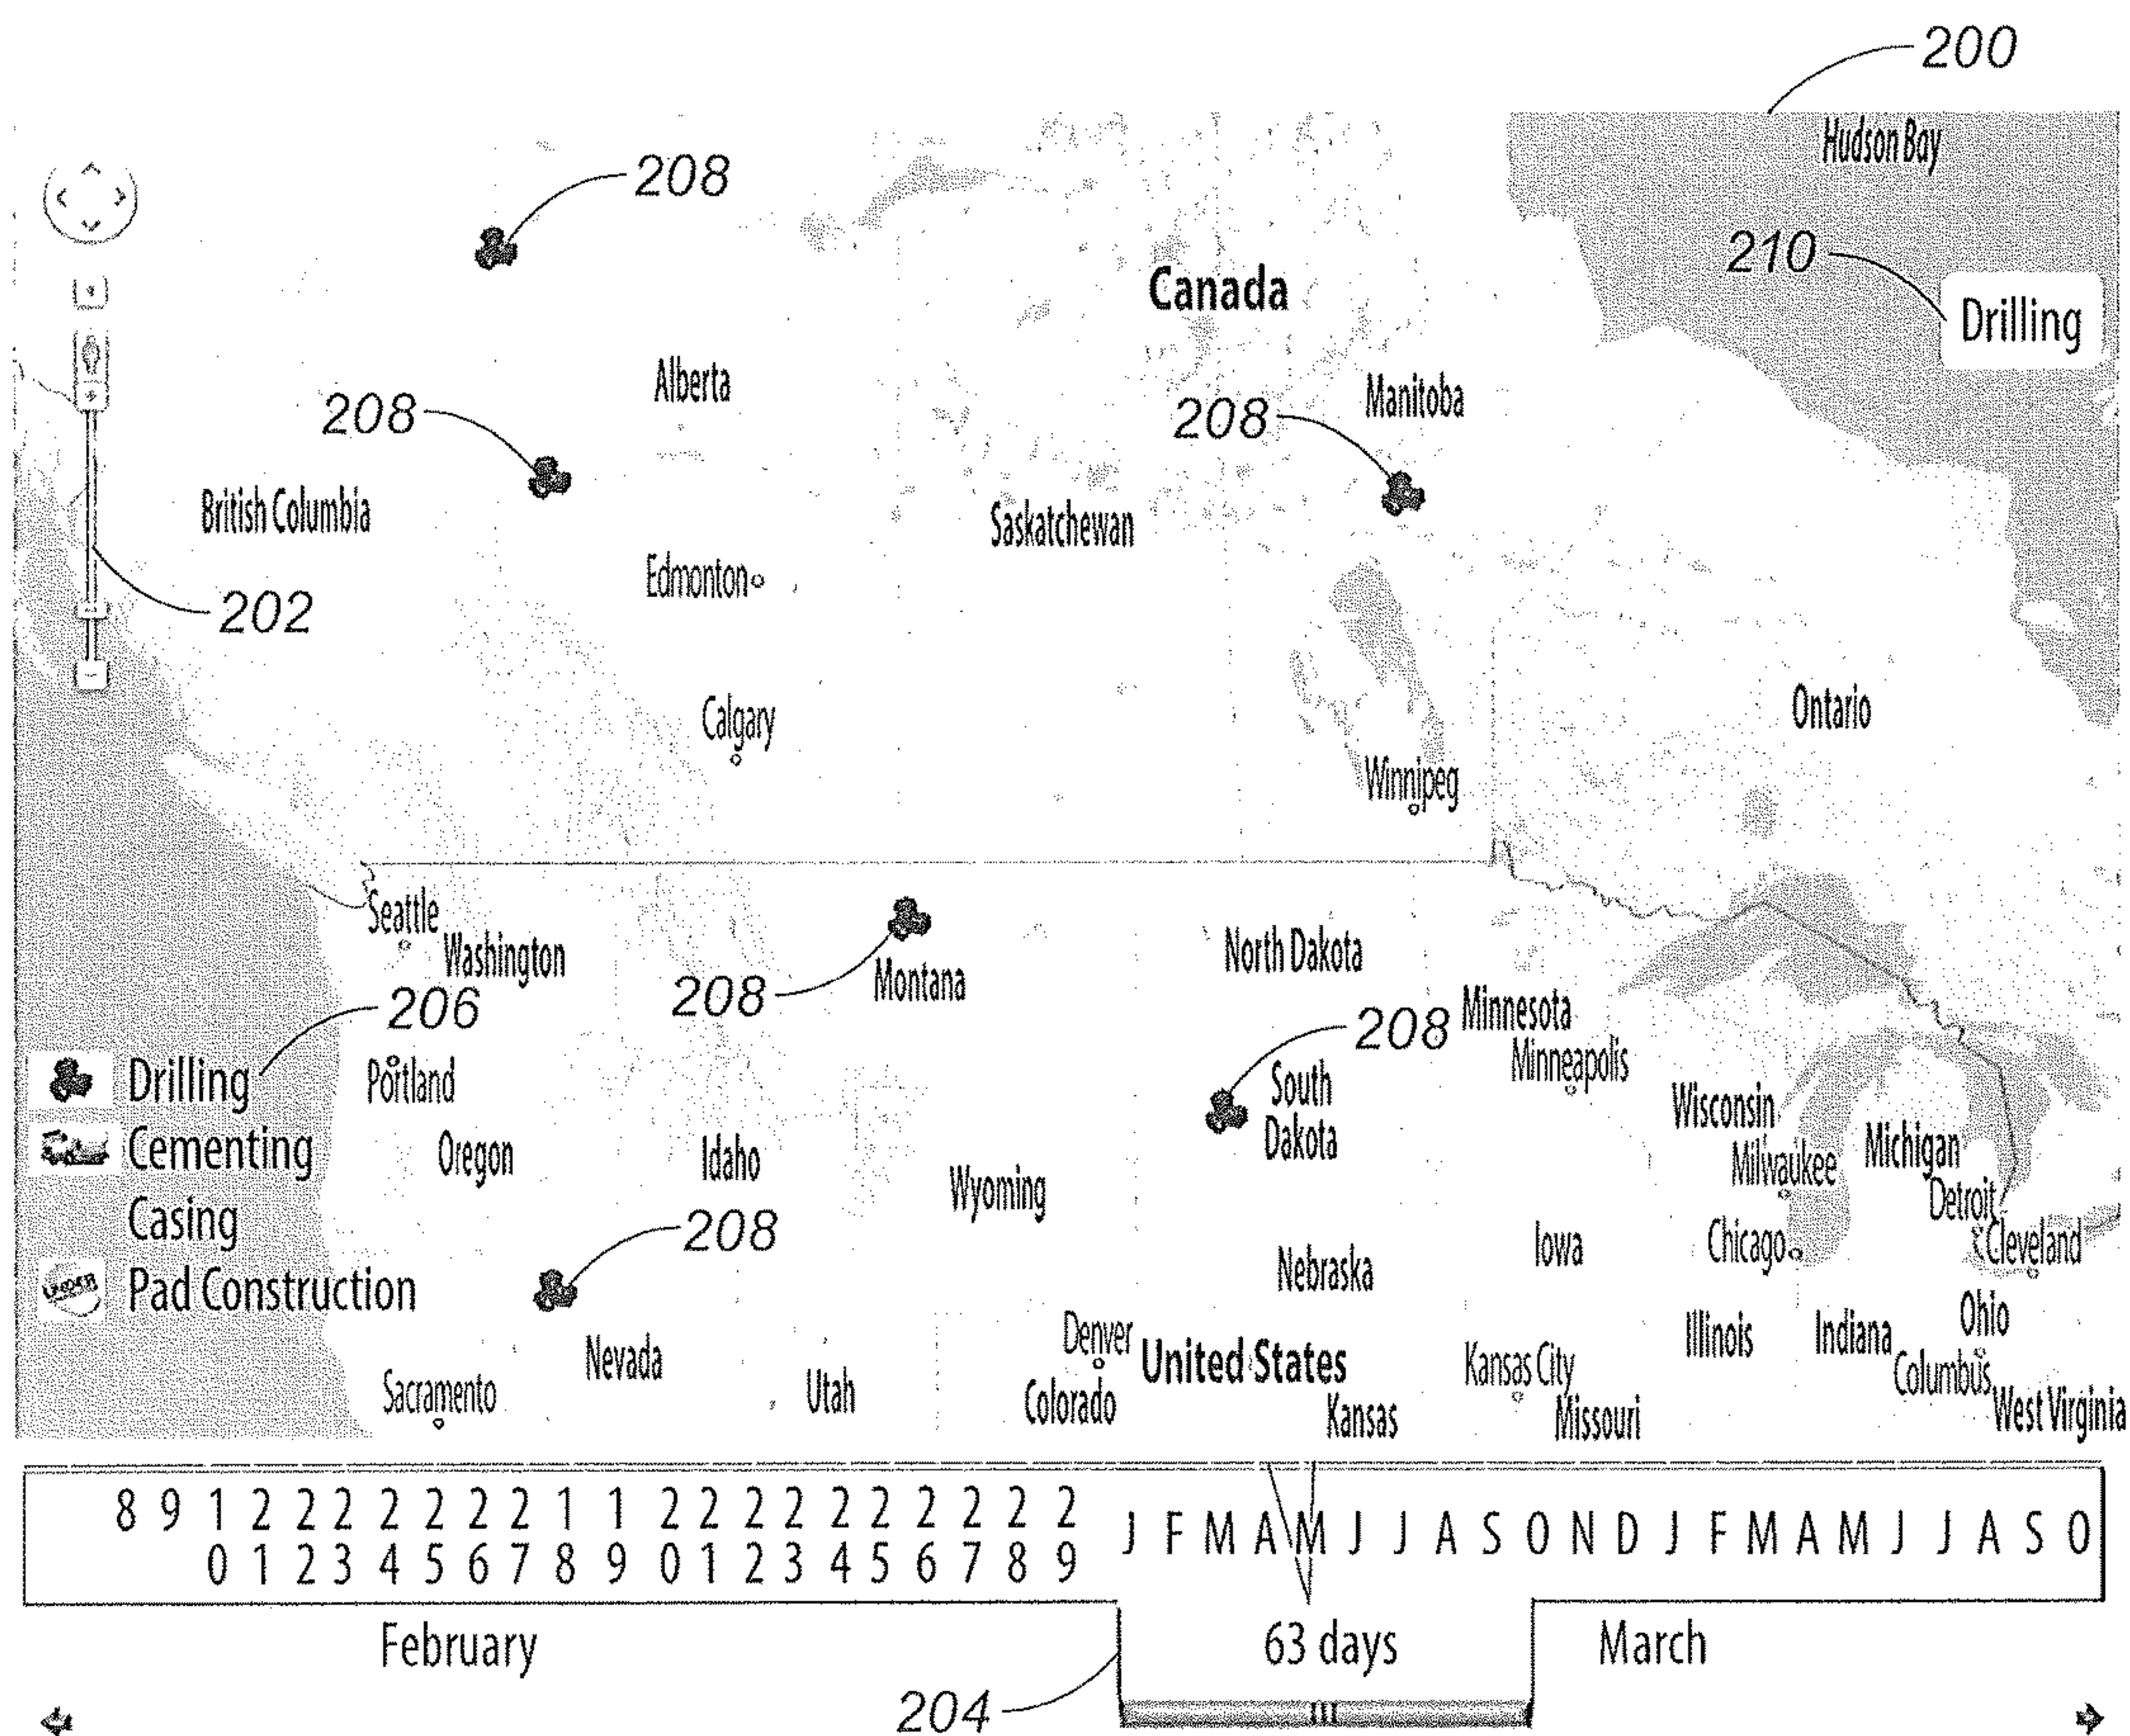 200
Hudson Bay
208
210
Drilling
Canada
Alberta
Manitoba
208
208
British Columbia
Saskatchewan
Edmonton
202
Calgary
Ontario
Winnipeg
Seattle
Washington
North Dakota
208
Montana
206
Minnesota
208
Minneapolis
Drilling
Portland
South
Dakota
Wisconsin
Cementing
Oregon
Idaho
Michigan
Milwaukee
Wyoming
Detroit
Casing
208
Iowa
Chicago
Cleveland
Nebraska
UNDER
Pad Construction
Ohio
Denver
Illinois
Indiana
Nevada
United States
Kansas City
Columbus
Sacramento
Utah
Colorado
Kansas
Missouri
West Virginia
8 9 1 2 2 2 2 2 2 2 1 1 2 2 2 2 2 2 2 2 2 2 J F M A M J J A S O N D J F M A M J J A S O
0 1 2 3 4 5 6 7 8 9 0 1 2 3 4 5 6 7 8 9
February
63 days
March
204